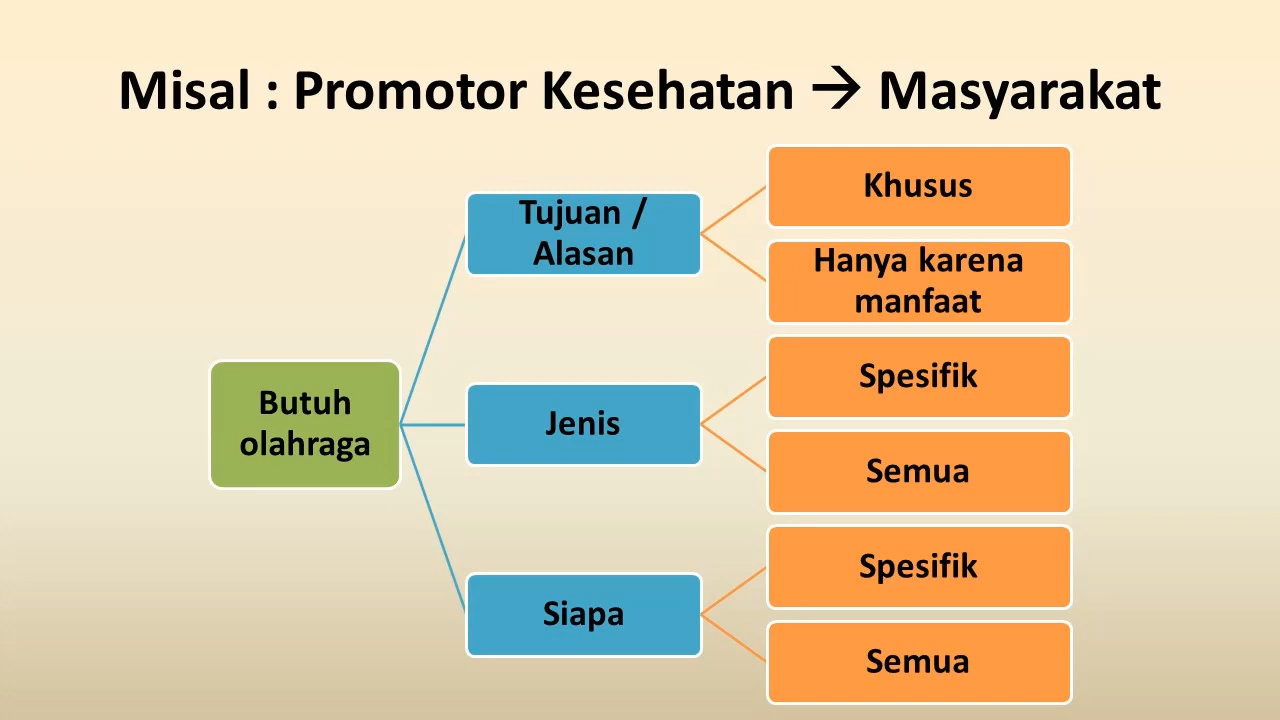 Misal : Promotor Kesehatan → Masyarakat
Butuh
olahraga
Tujuan /
Alasan
Khusus
Hanya karena
manfaat
Jenis
Spesifik
Semua
Siapa
Spesifik
Semua